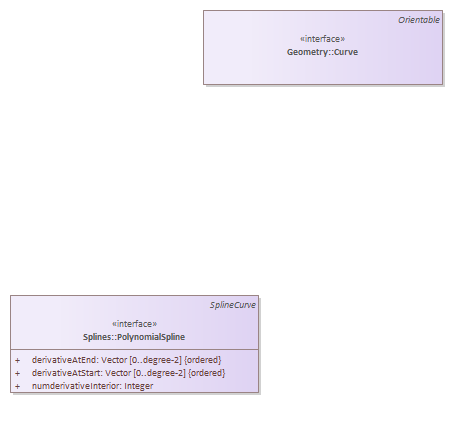 Orientable
«interface»
Geometry::Curve
SplineCurve
«interface»
Splines::PolynomialSpline
+ derivativeAtEnd: Vector [0..degree-2] {ordered}
+ derivativeAtStart: Vector [0..degree-2] {ordered}
+ numderivativeInterior: Integer